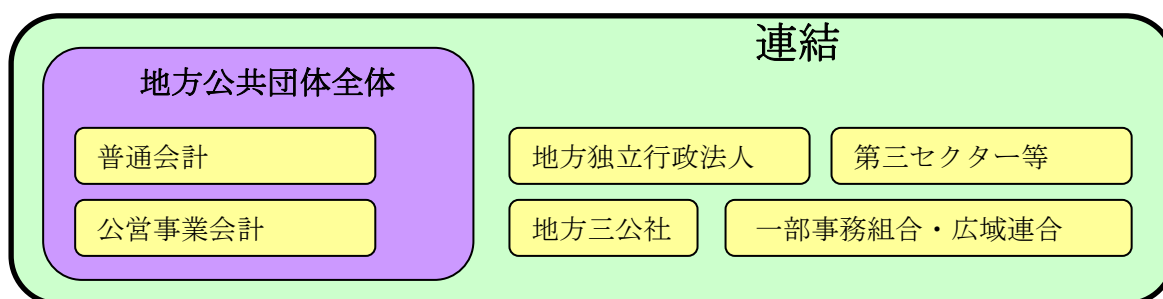 連結
地方公共団体全体
普通会計
公営事業会計
地方独立行政法人
第三セクター等
地方三公社
一部事務組合・広域連合